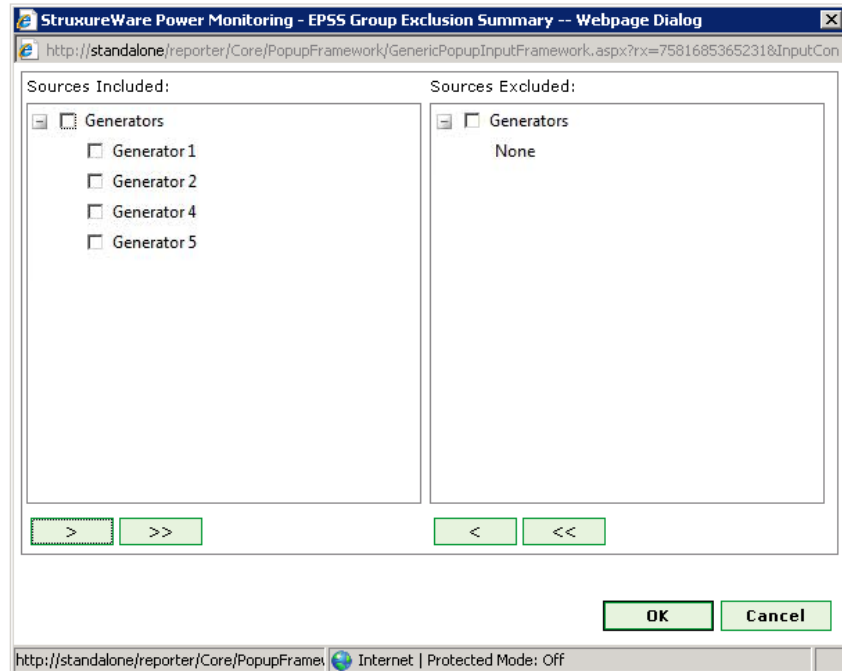 StruxureWare Power Monitoring - EPSS Group Exclusion Summary -- Webpage Dialog
http://standalone/reporter/Core/PopupFramework/GenericPopupInputFramework.aspx?rx=7581685365231&InputCon
Sources Included:
Sources Excluded:
Generators
Generator 1
Generator 2
Generator 4
Generator 5
Generators
None
>
>>
<
<<
OK
Cancel
http://standalone/reporter/Core/PopupFrame
Internet | Protected Mode: Off